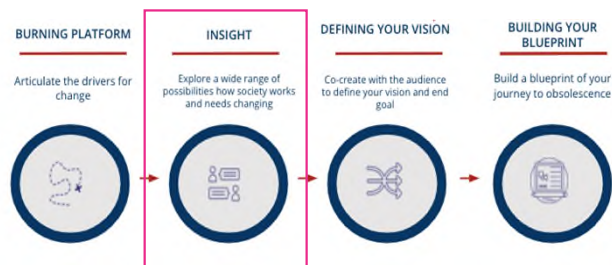 BURNING PLATFORM
Articulate the drivers for
change
INSIGHT
Explore a wide range of
possibilities how society works
and needs changing
DEFINING YOUR VISION
Co-create with the audience
to define your vision and end
goal
BUILDING YOUR
BLUEPRINT
Build a blueprint of your
journey to obsolescence